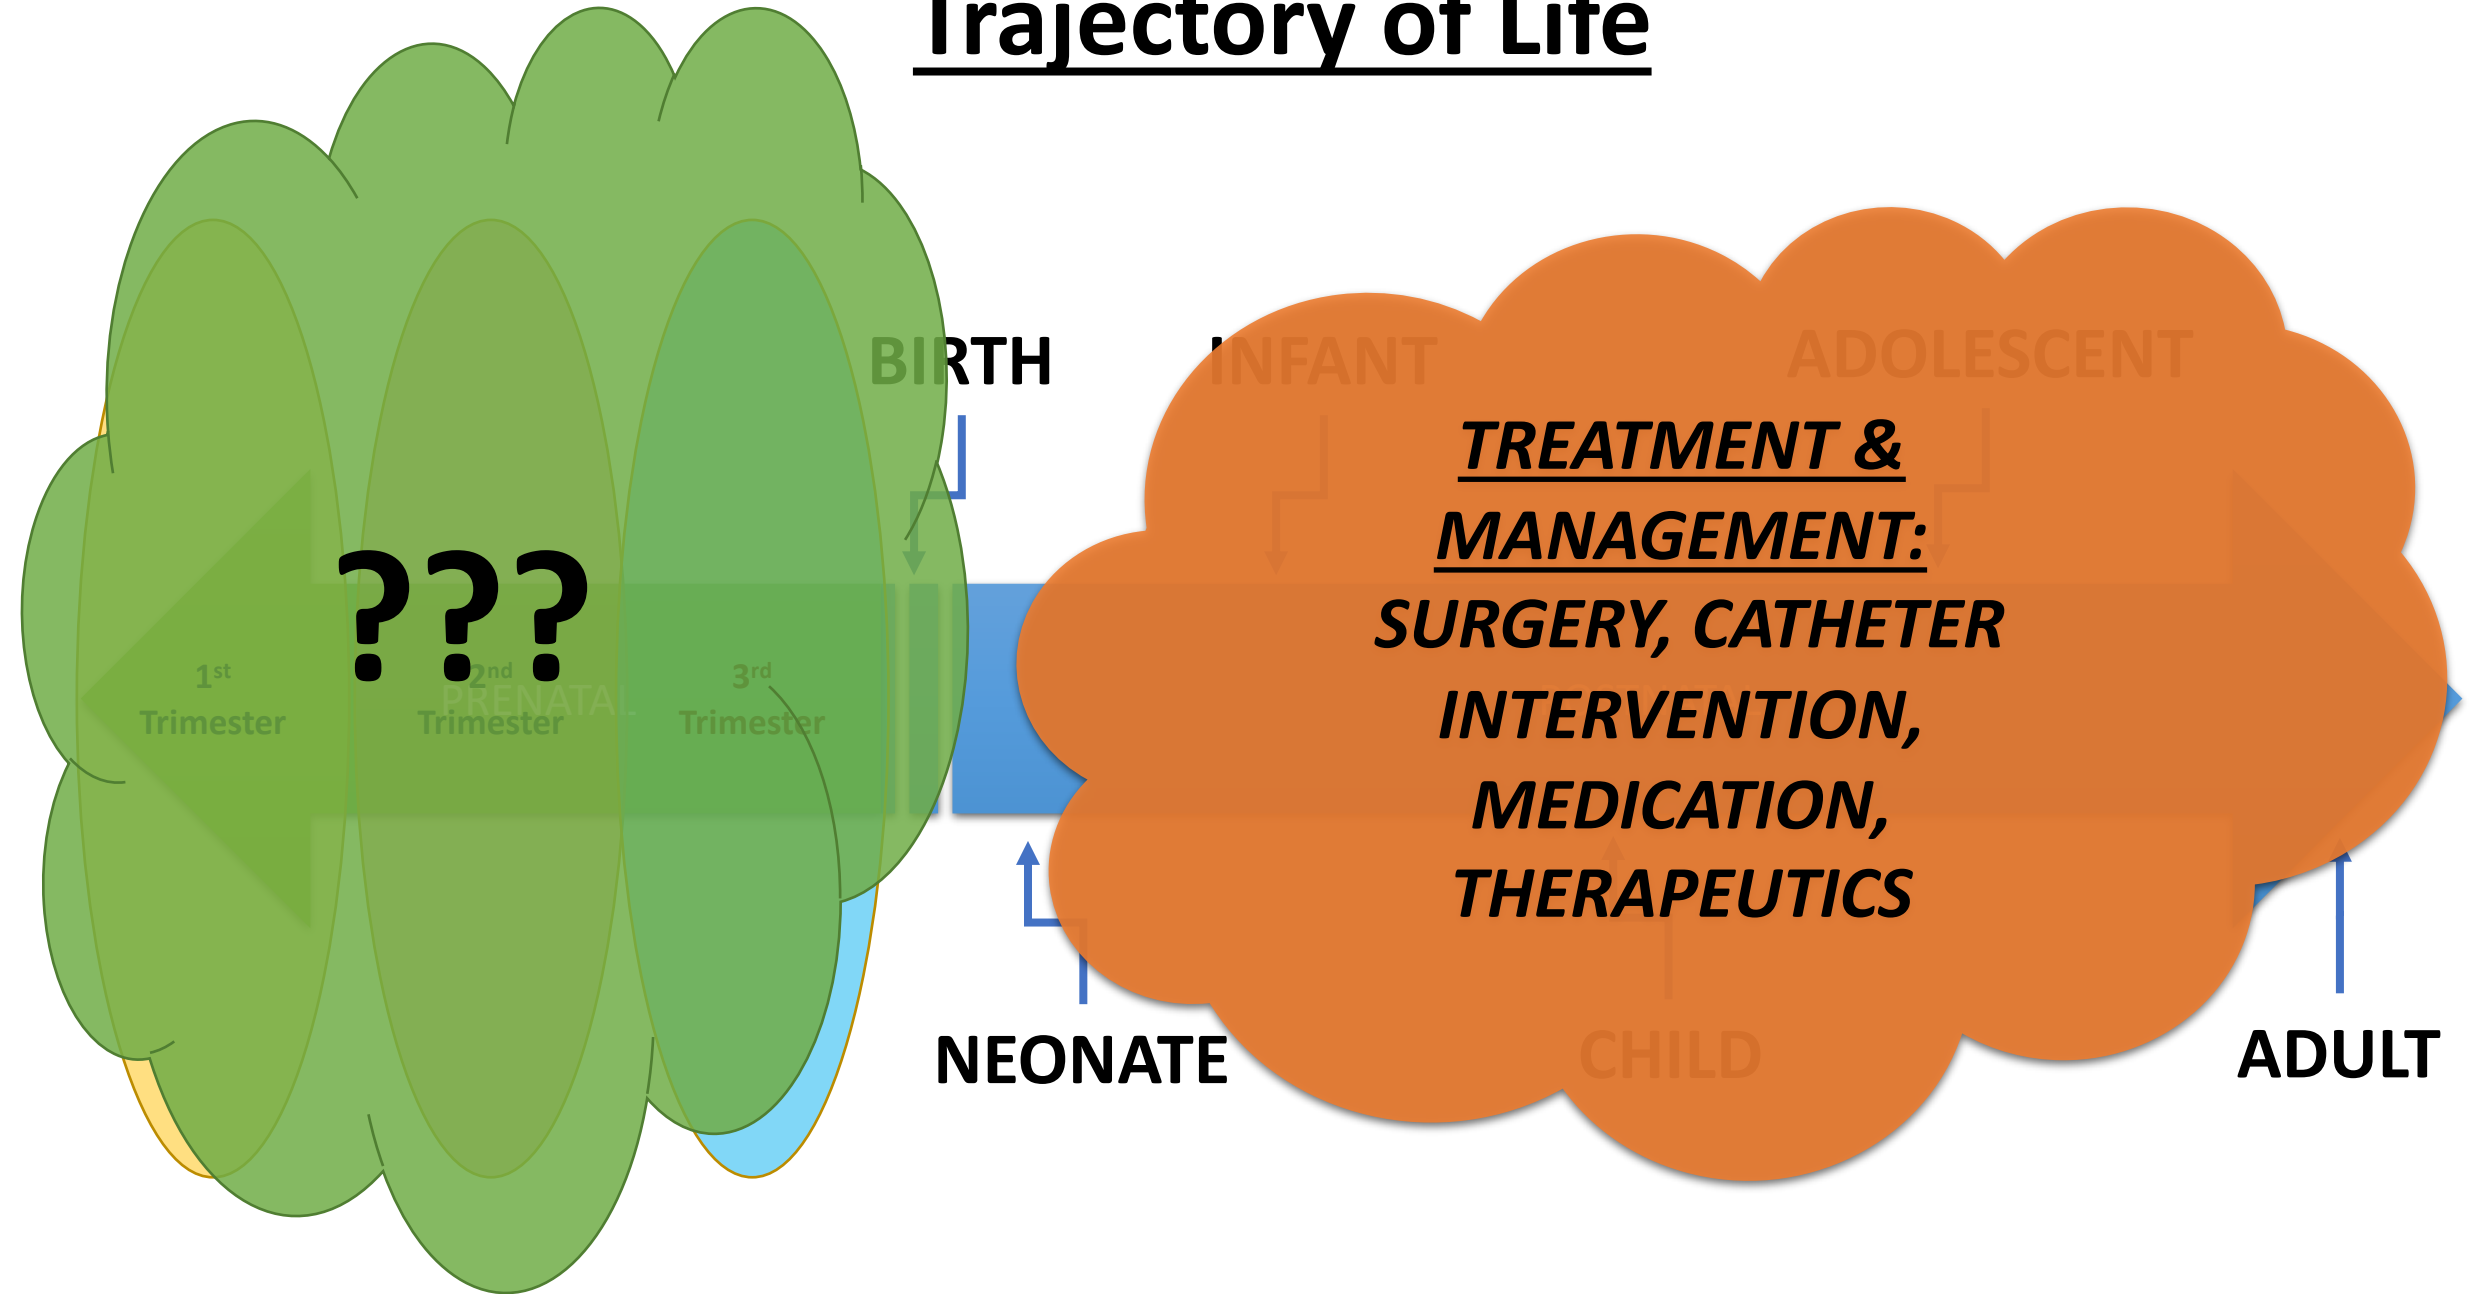 Trajectory of Life
BIRTH
INFANT
ADOLESCENT
???
1st
Trimester
2nd
Trimester
PRENATAL
3rd
Trimester
TREATMENT &
MANAGEMENT:
SURGERY, CATHETER
INTERVENTION,
MEDICATION,
THERAPEUTICS
NEONATE
CHILD
ADULT